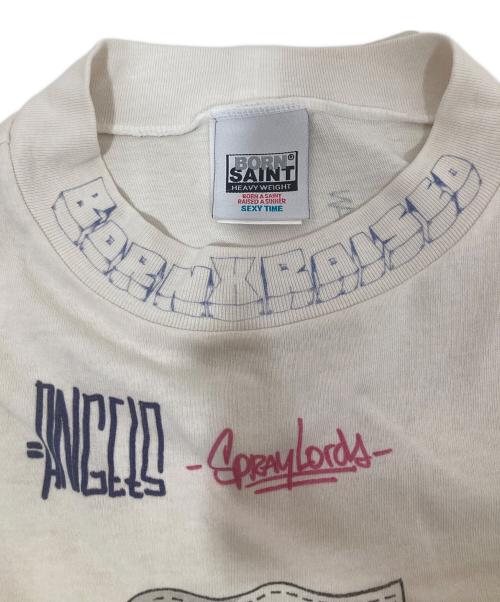 BORN
SAINT
HEAVY WEIGHT
BORN A SAINT
RAISED A SINNER
SEXY TIME
BORN X RAISED
=ANGELS
-SPRAYLORDS-